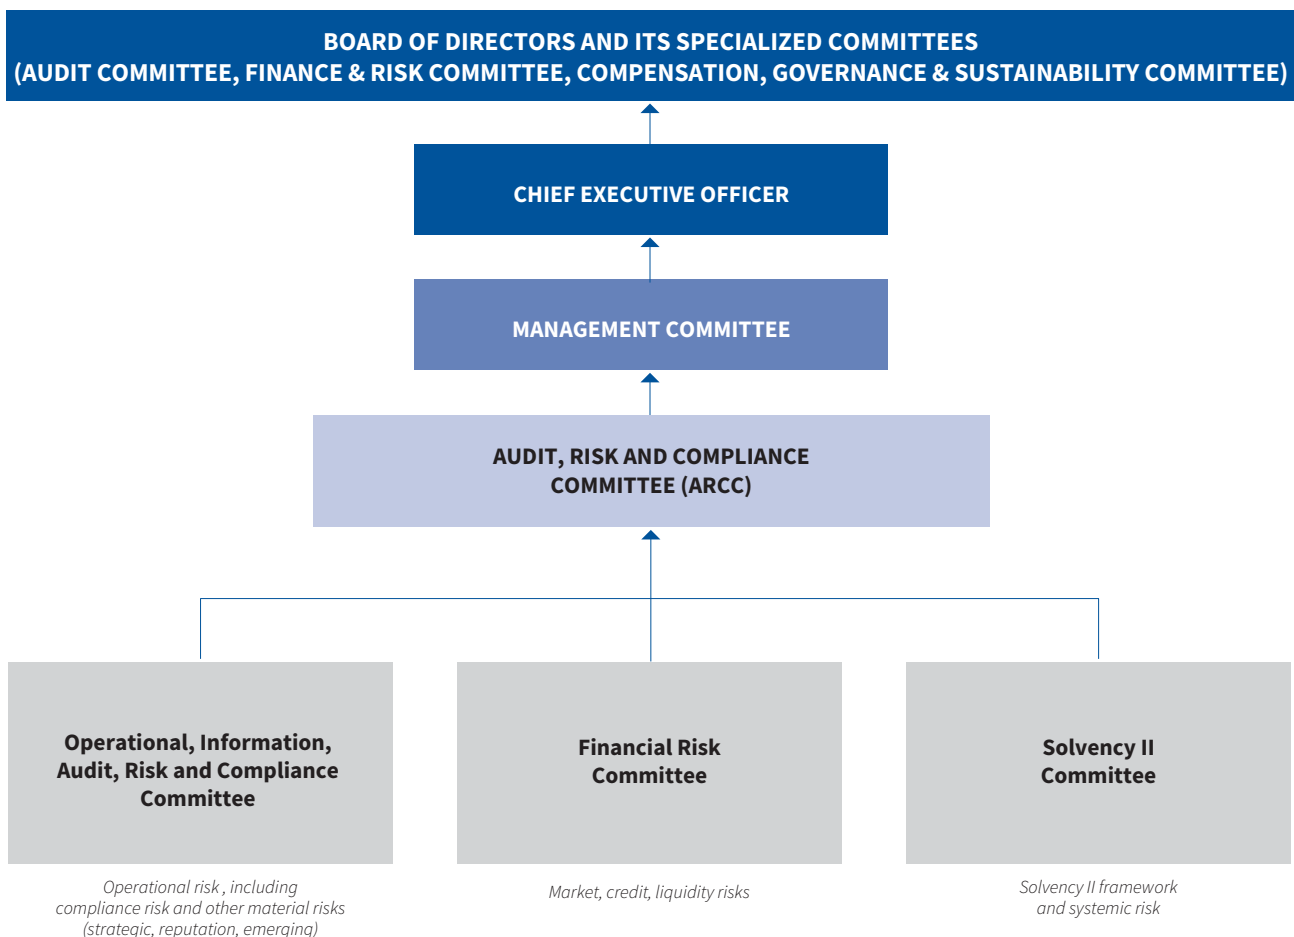 BOARD OF DIRECTORS AND ITS SPECIALIZED COMMITTEES
(AUDIT COMMITTEE, FINANCE & RISK COMMITTEE, COMPENSATION, GOVERNANCE & SUSTAINABILITY COMMITTEE)
CHIEF EXECUTIVE OFFICER
MANAGEMENT COMMITTEE
AUDIT, RISK AND COMPLIANCE
COMMITTEE (ARCC)
Operational, Information,
Audit, Risk and Compliance
Committee
Operational risk , including
compliance risk and other material risks
(strategic, reputation, emerging)
Financial Risk
Committee
Market, credit, liquidity risks
Solvency II
Committee
Solvency II framework
and systemic risk